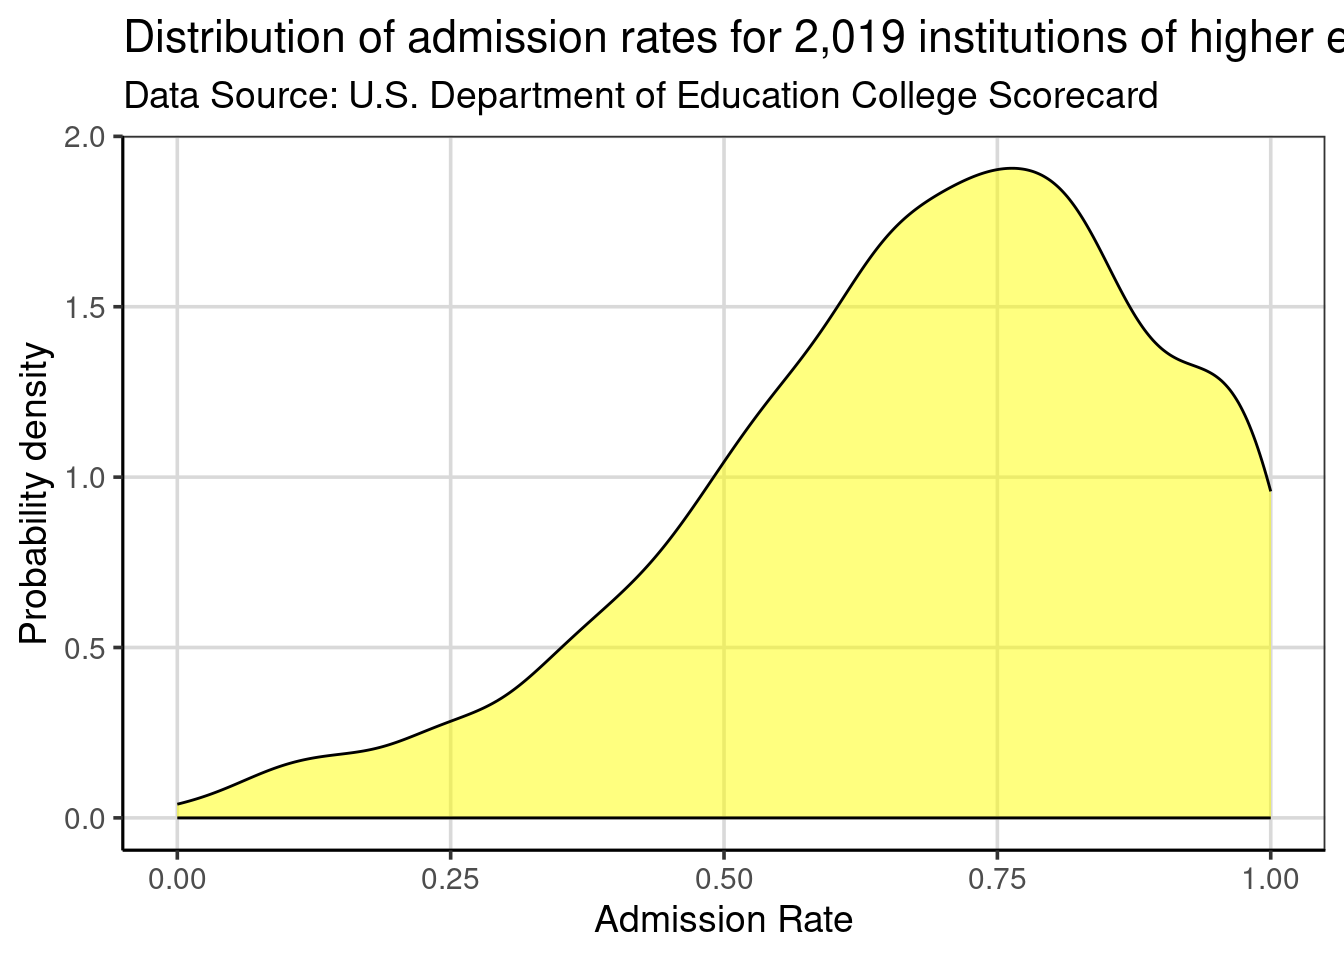 Distribution of admission rates for 2,019 institutions of higher
Data Source: U.S. Department of Education College Scorecard
2.0
1.5
1.0
0.5
0.0
Probability density
0.00 0.25 0.50 0.75 1.00
Admission Rate